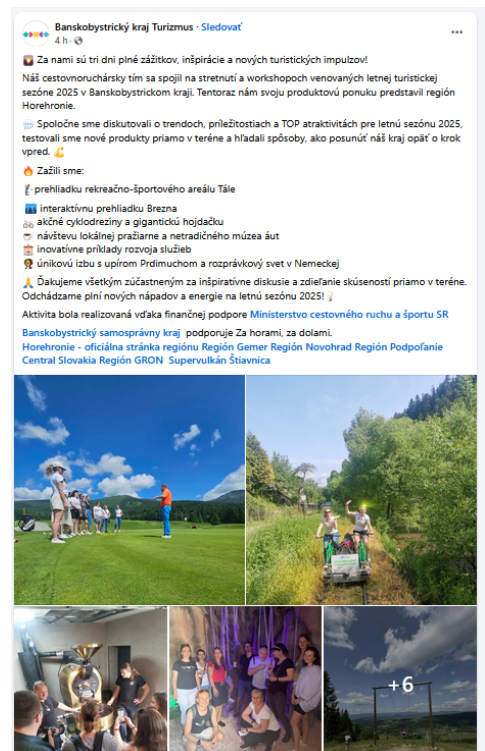 Banskobystrický kraj Turizmus · Sledovať
4 h ·
🌄 Za nami sú tri dni plné zážitkov, inšpirácie a nových turistických impulzov!
Náš cestovnoruchársky tím sa spojil na stretnutí a workshopoch venovaných letnej turistickej
sezóne 2025 v Banskobystrickom kraji. Tentoraz nám svoju produktovú ponuku predstavil región
Horehronie.
💬 Spoločne sme diskutovali o trendoch, príležitostiach a TOP atraktivitách pre letnú sezónu 2025,
testovali sme nové produkty priamo v teréne a hľadali spôsoby, ako posunúť náš kraj opäť o krok
vpred. 💪
🔥 Zažili sme:
🏌️ prehliadku rekreačno-športového areálu Tále
🏙️ interaktívnu prehliadku Brezna
🚲 akčné cyklodreziny a gigantickú hojdačku
☕ návštevu lokálnej pražiarne a netradičného múzea áut
🏨 inovatívne príklady rozvoja služieb
🧛 únikovú izbu s upírom Prdimuchom a rozprávkový svet v Nemeckej
🙏 Ďakujeme všetkým zúčastneným za inšpiratívne diskusie a zdieľanie skúseností priamo v teréne.
Odchádzame plní nových nápadov a energie na letnú sezónu 2025!💡
Aktivita bola realizovaná vďaka finančnej podpore Ministerstvo cestovného ruchu a športu SR
Banskobystrický samosprávny kraj podporuje Za horami, za dolami.
Horehronie - oficiálna stránka regiónu Región Gemer Región Novohrad Región Podpoľanie
Central Slovakia Región GRON Supervulkán Štiavnica
+6